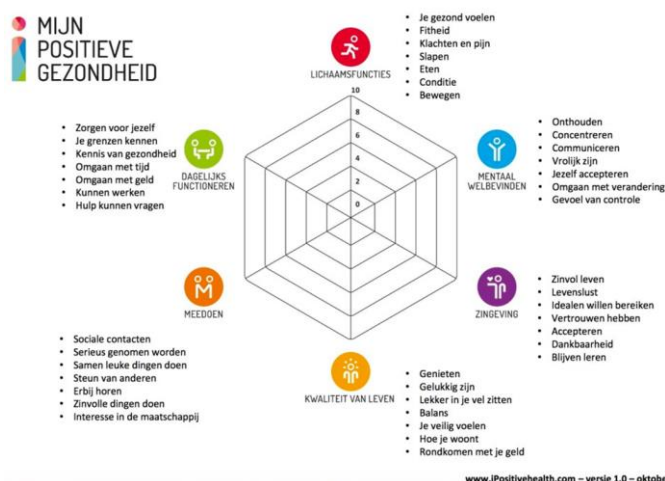 MIJN
POSITIEVE
GEZONDHEID
LICHAAMSFUNCTIES
• Je gezond voelen
• Fitheid
• Klachten en pijn
• Slapen
• Eten
• Conditie
• Bewegen
10
8
6
4
2
0
MENTAAL
WELBEVINDEN
• Onthouden
• Concentreren
• Communiceren
• Vrolijk zijn
• Jezelf accepteren
• Omgaan met verandering
• Gevoel van controle
ZINGEVING
• Zinvol leven
• Levenslust
• Idealen willen bereiken
• Vertrouwen hebben
• Accepteren
• Dankbaarheid
• Blijven leren
KWALITEIT VAN LEVEN
• Genieten
• Gelukkig zijn
• Lekker in je vel zitten
• Balans
• Je veilig voelen
• Hoe je woont
• Rondkomen met je geld
MEEDOEN
• Sociale contacten
• Serieus genomen worden
• Samen leuke dingen doen
• Steun van anderen
• Erbij horen
• Zinvolle dingen doen
• Interesse in de maatschappij
DAGELIJKS
FUNCTIONEREN
• Zorgen voor jezelf
• Je grenzen kennen
• Kennis van gezondheid
• Omgaan met tijd
• Omgaan met geld
• Kunnen werken
• Hulp kunnen vragen
www.iPositivehealth.com – versie 1.0 – oktobe